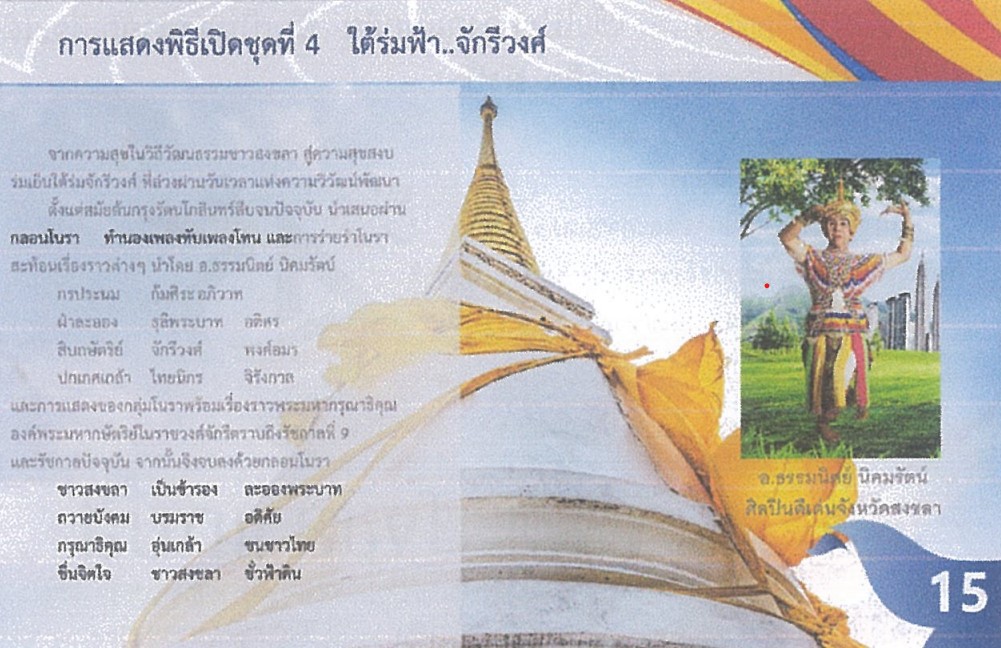 การแสดงพิธีเปิดชุดที่ 4 ใต้ร่มฟ้า..จักรีวงศ์
จากความสุขในวิถีวัฒนธรรมชาวสงขลา สู่ความสุขสงบ
ร่มเย็นใต้ร่มจักรีวงศ์ ที่ล่วงผ่านวันเวลาแห่งความวิวัฒน์พัฒนา
ตั้งแต่สมัยต้นกรุงรัตนโกสินทร์สืบจนปัจจุบัน นำเสนอผ่าน
กลอนโนรา ทำนองเพลงทับเพลงโทน และการร่ายรำโนรา
สะท้อนเรื่องราวต่างๆ นำโดย อ.ธรรมนิตย์ นิคมรัตน์
กรประนม ก้มศิระ อภิวาท
ฝ่าละออง ธุลีพระบาท อดิศร
สิบกษัตริย์ จักรีวงศ์ พงศ์อมร
ปกเกศเกล้า ไทยนิกร จิรังกาล
และการแสดงของกลุ่มโนราพร้อมเรื่องราวพระมหากรุณาธิคุณ
องค์พระมหากษัตริย์ในราชวงศ์จักรีตราบถึงรัชกาลที่ 9
และรัชกาลปัจจุบัน จากนั้นจึงจบลงด้วยกลอนโนรา
ชาวสงขลา เป็นข้ารอง ละอองพระบาท
ถวายบังคม บรมราช อดิศัย
กรุณาธิคุณ อุ่นเกล้า ชนชาวไทย
ชื่นจิตใจ ชาวสงขลา ชั่วฟ้าดิน
อ.ธรรมนิตย์ นิคมรัตน์
ศิลปินดีเด่นจังหวัดสงขลา
15